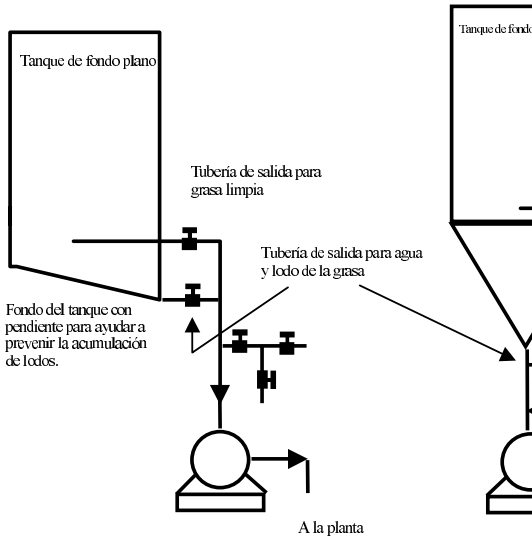 Tanque de fondo plano
Tanque de fondo
Tubería de salida para
grasa limpia
Tubería de salida para agua
y lodo de la grasa
Fondo del tanque con
pendiente para ayudar a
prevenir la acumulación
de lodos.
A la planta